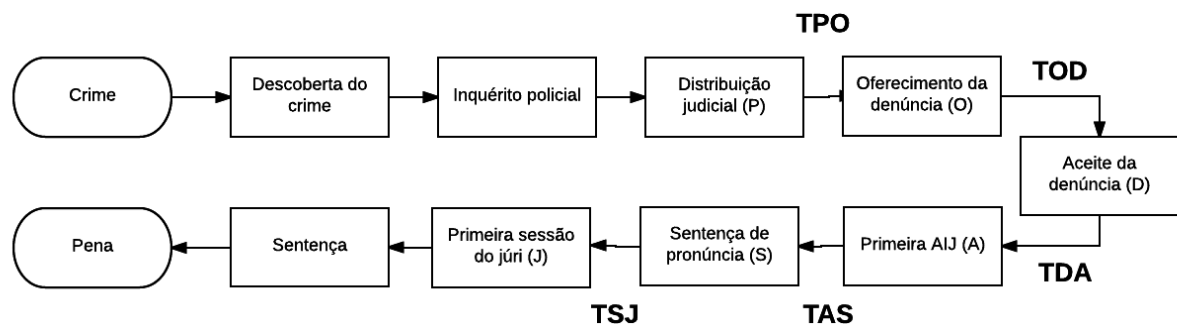 TPO
Crime
Descoberta do
crime
Inquérito policial
Distribuição
judicial (P)
Oferecimento da
denúncia (O)
TOD
Aceite da
denúncia (D)
TDA
Primeira AIJ (A)
TAS
Sentença de
pronúncia (S)
TSJ
Primeira sessão
do júri (J)
Sentença
Pena